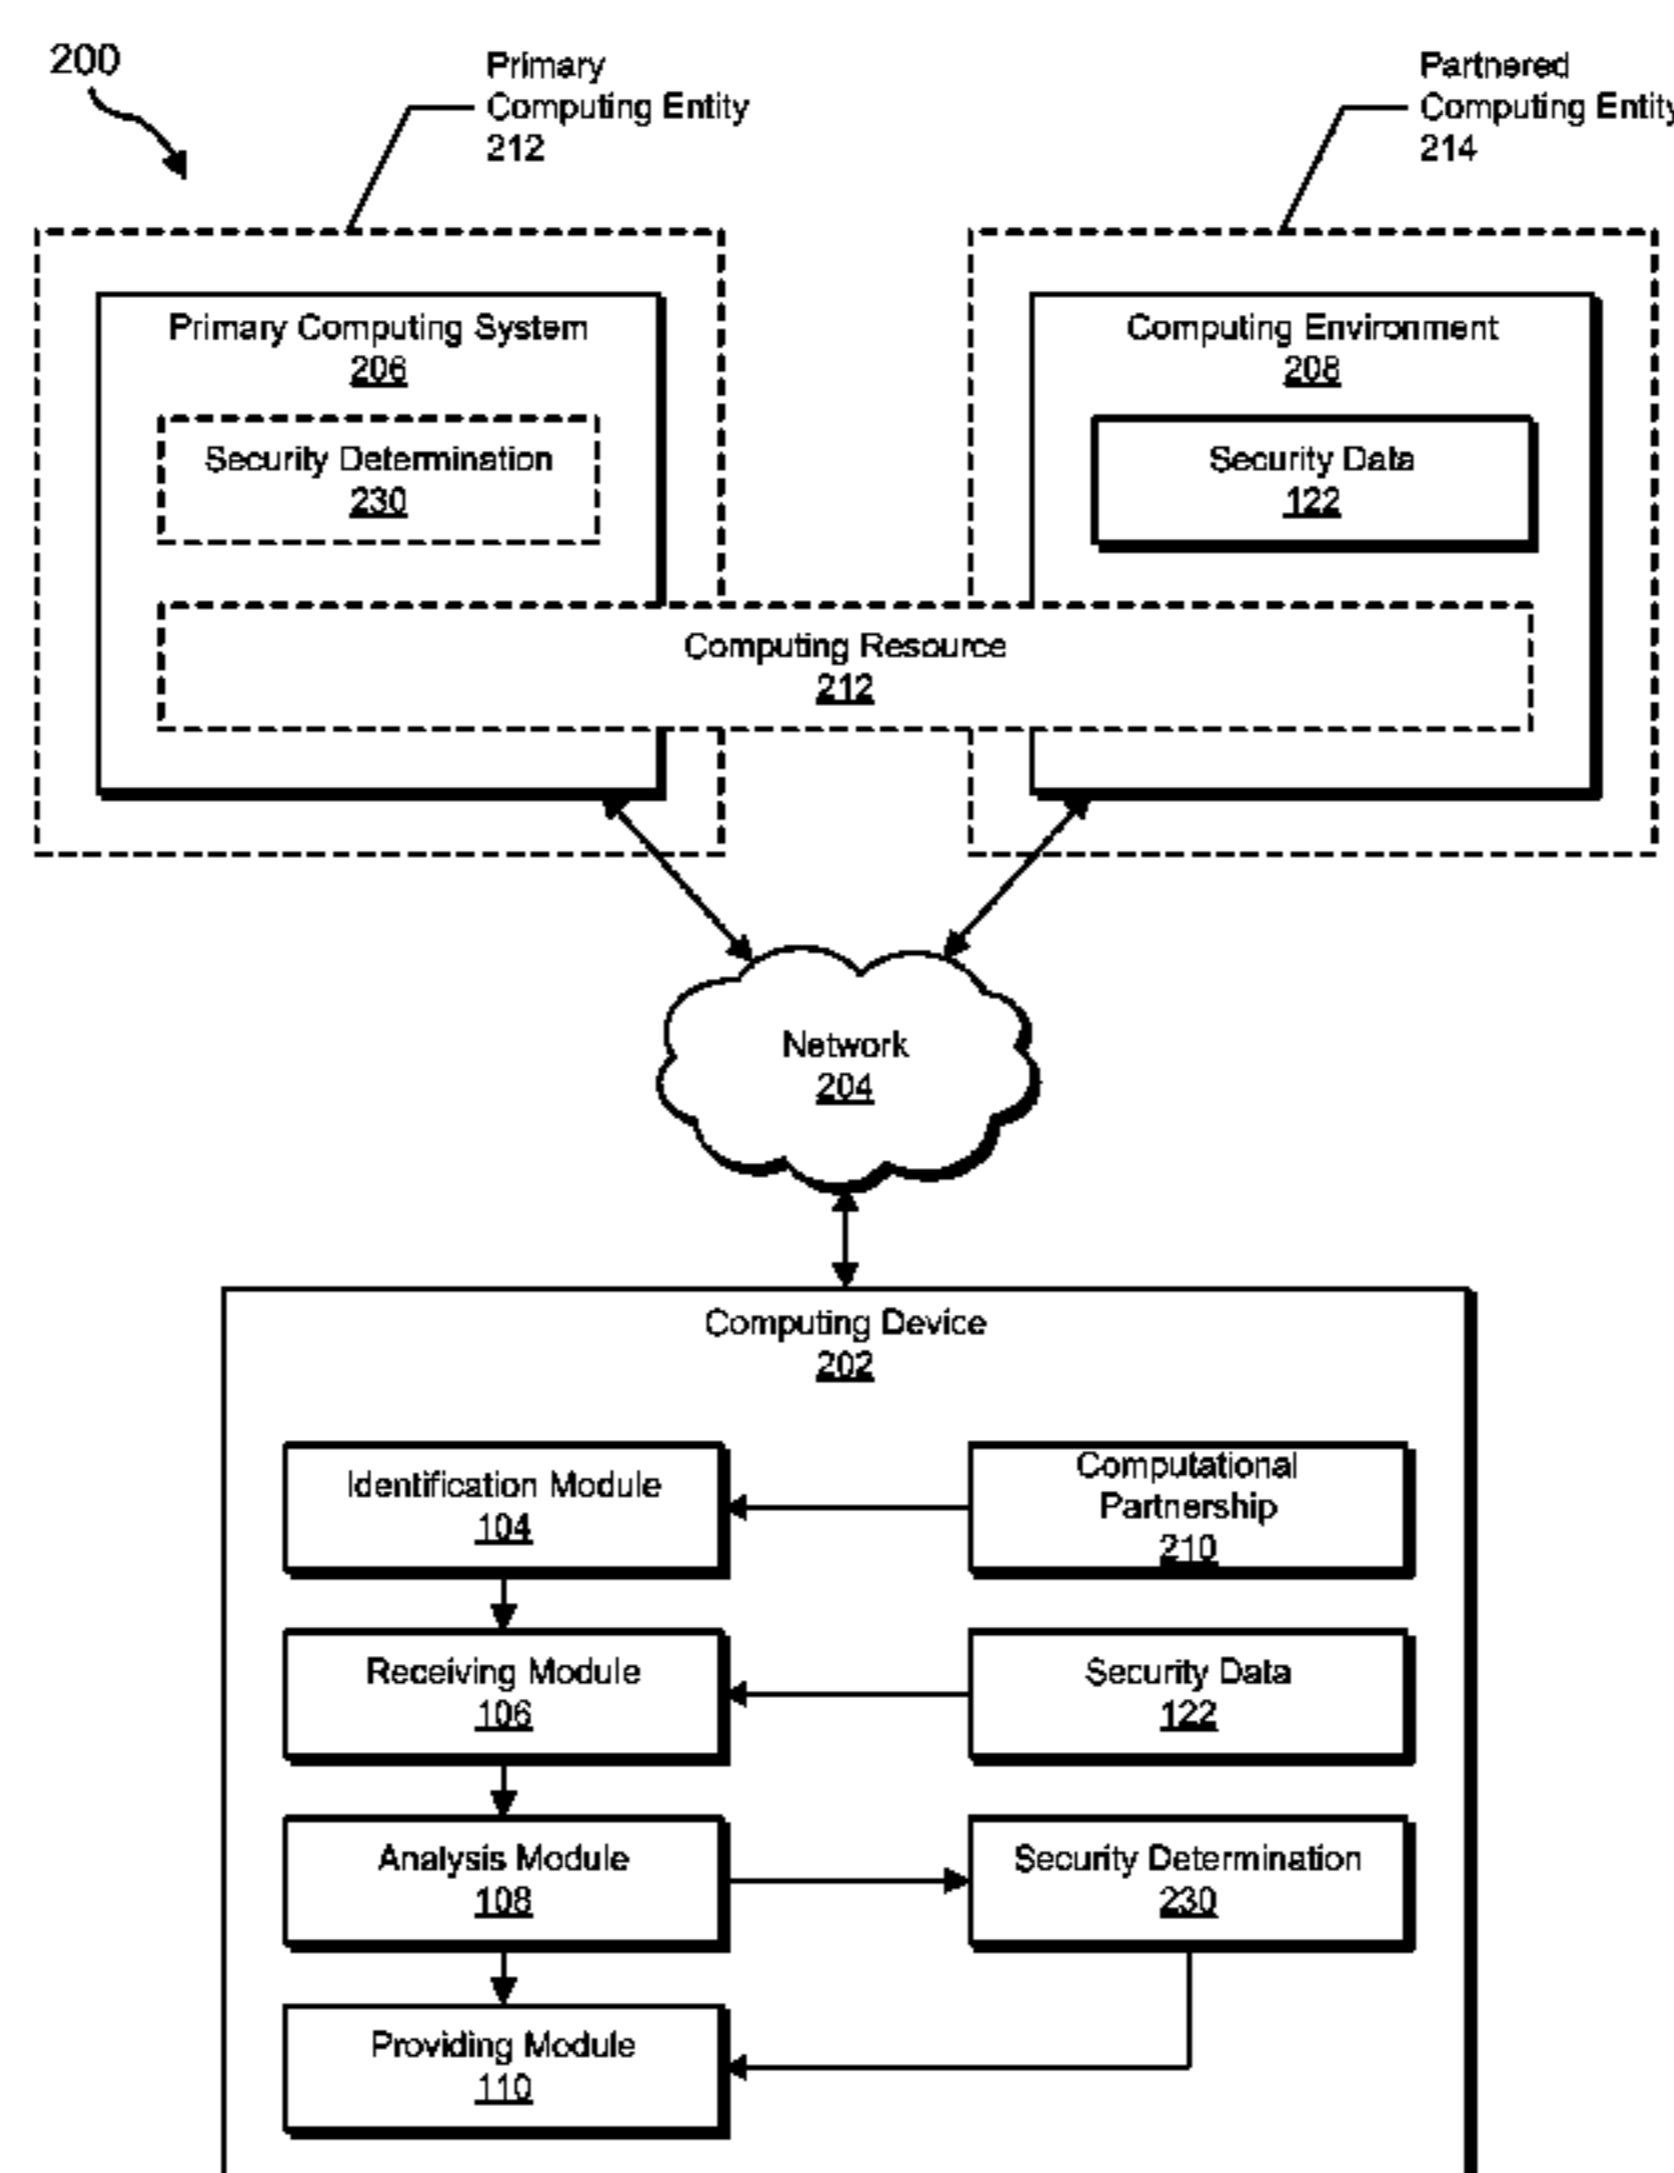 200
Primary
Computing Entity
212
Partnered
Computing Entity
214
Primary Computing System
206
Security Determination
230
Computing Environment
208
Security Data
122
Computing Resource
212
Network
204
Computing Device
202
Identification Module
104
Computational
Partnership
210
Receiving Module
106
Security Data
122
Analysis Module
108
Security Determination
230
Providing Module
110